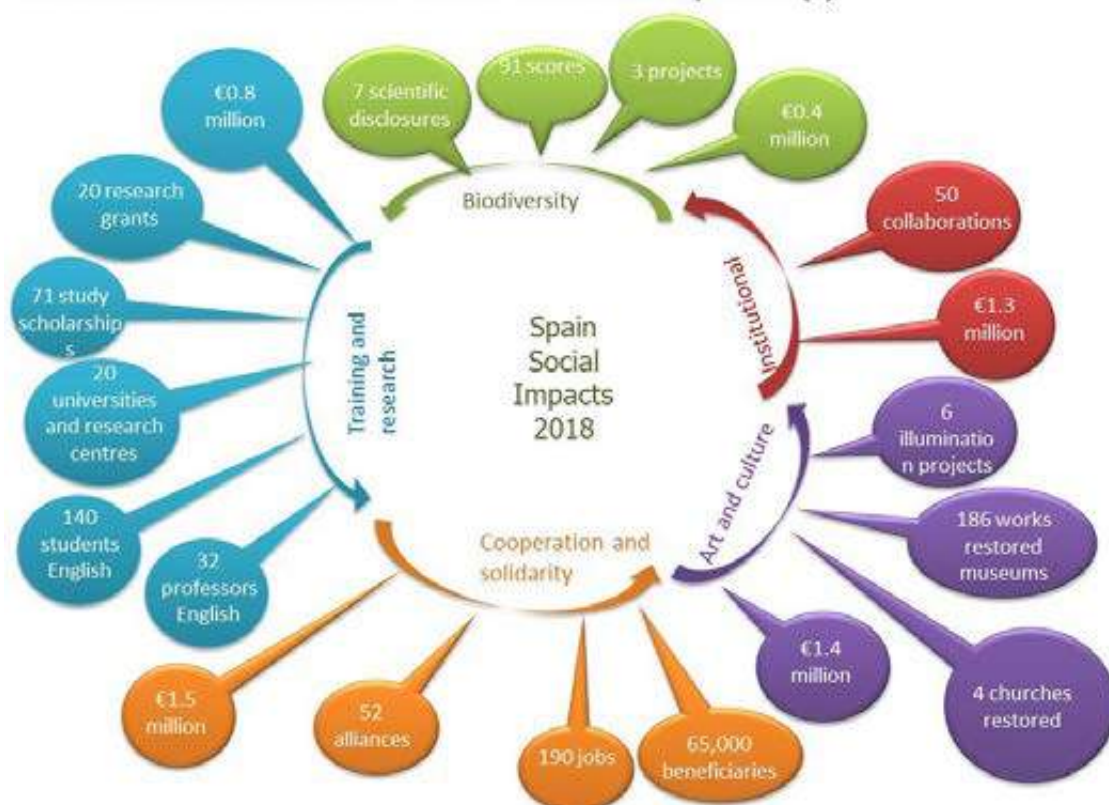 €0.8
million
7 scientific
disclosures
91 scores
3 projects
€0.4
million
Biodiversity
20 research
grants
50
collaborations
71 study
scholarship
s
€1.3
million
Institutional
20
universities
and research
centres
Training and
research
Spain
Social
Impacts
2018
6
illuminatio
n projects
Art and culture
186 works
restored
museums
140
students
English
32
professors
English
Cooperation and
solidarity
€1.4
million
4 churches
restored
€1.5
million
52
alliances
190 jobs
65,000
beneficiaries